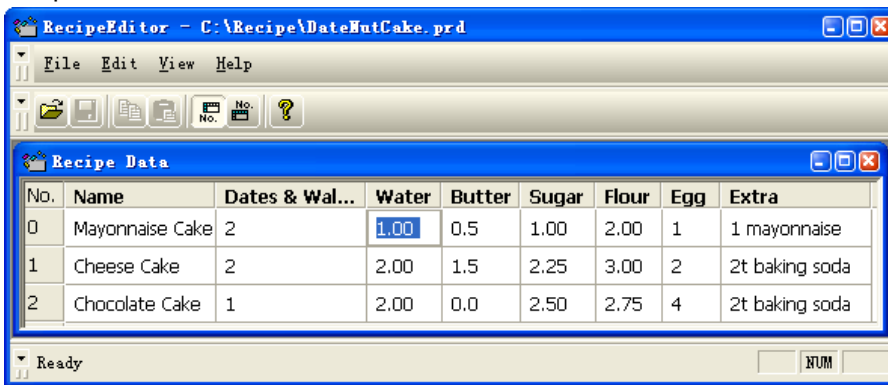 RecipeEditor - C:\Recipe\DateNutCake.prd
File Edit View Help
No. No.
Recipe Data
No. Name Dates & Wal... Water Butter Sugar Flour Egg Extra
0 Mayonnaise Cake 2 1.00 0.5 1.00 2.00 1 1 mayonnaise
1 Cheese Cake 2 2.00 1.5 2.25 3.00 2 2t baking soda
2 Chocolate Cake 1 2.00 0.0 2.50 2.75 4 2t baking soda
Ready NUM